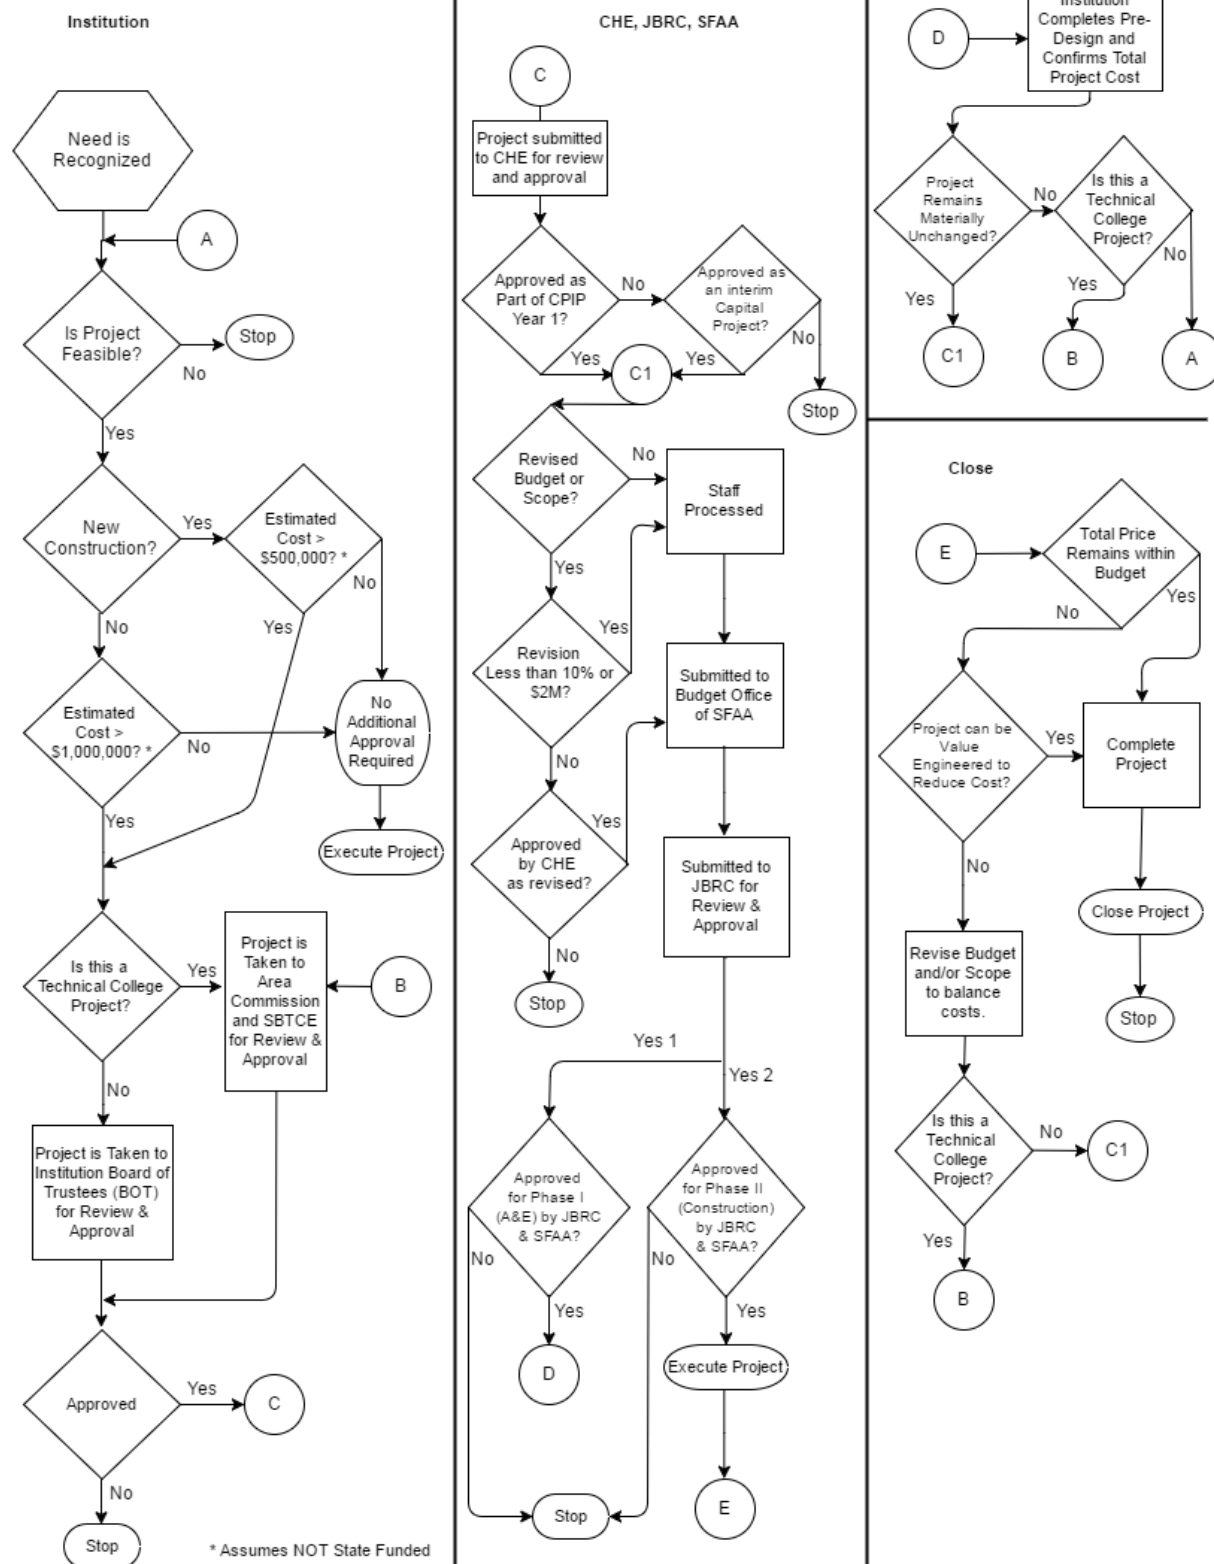 Institution
Need is
Recognized
A
Is Project
Feasible?
Stop
No
Yes
New
Construction?
Yes
Estimated
Cost >
$500,000? *
No
No
Yes
Estimated
Cost >
$1,000,000? *
No
No
Additional
Approval
Required
Yes
Execute Project
Is this a
Technical College
Project?
Yes
Project is
Taken to
Area
Commission
and SBTCE
for Review &
Approval
B
No
Project is Taken to
Institution Board of
Trustees (BOT)
for Review &
Approval
Approved
Yes
C
No
Stop
* Assumes NOT State Funded
CHE, JBRC, SFAA
C
Project submitted
to CHE for review
and approval
Approved as
Part of CPIP
Year 1?
No
Approved as
an interim
Capital
Project?
No
Yes
C1
Yes
Stop
Revised
Budget or
Scope?
No
Staff
Processed
Yes
Yes
Revision
Less than 10% or
$2M?
Submitted to
Budget Office
of SFAA
No
Yes
Approved
by CHE
as revised?
Submitted to
JBRC for
Review &
Approval
No
Stop
Yes 1
Yes 2
Approved
for Phase I
(A&E) by JBRC
& SFAA?
Approved
for Phase II
(Construction)
by JBRC
& SFAA?
No
No
Yes
Yes
D
Execute Project
Stop
E
D
Institution
Completes Pre-
Design and
Confirms Total
Project Cost
Project
Remains
Materially
Unchanged?
No
Is this a
Technical
College
Project?
No
Yes
Yes
C1
B
A
Close
E
Total Price
Remains within
Budget
No
Yes
Project can be
Value
Engineered to
Reduce Cost?
Yes
Complete
Project
No
Close Project
Revise Budget
and/or Scope
to balance
costs.
Stop
Is this a
Technical
College
Project?
No
C1
Yes
B